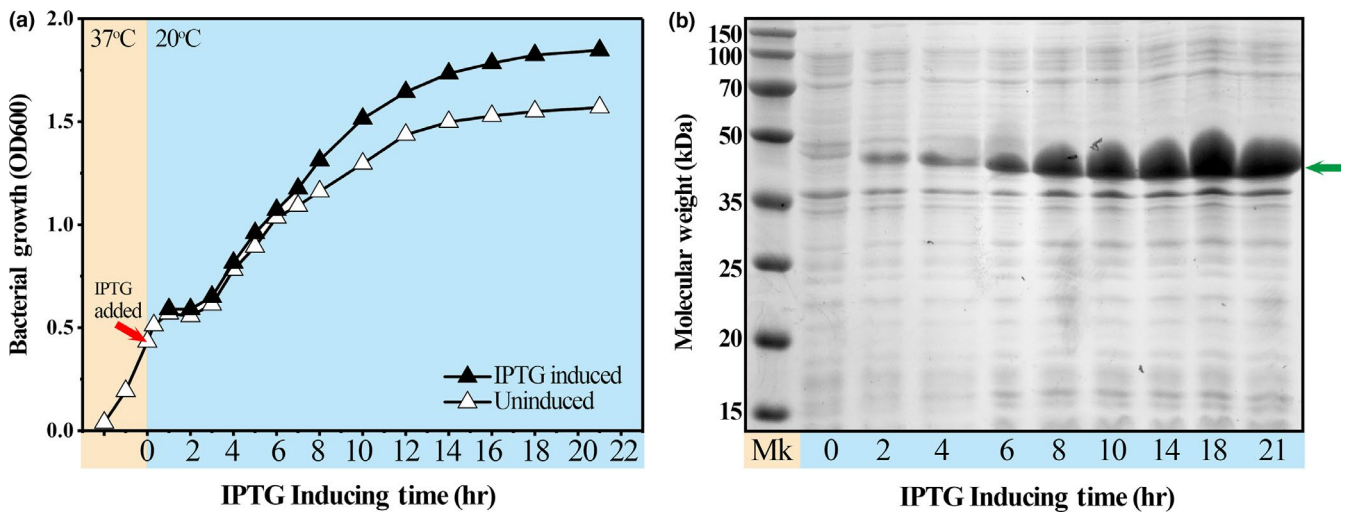 (a)
2.0
37°C 20°C
1.5
1.0
0.5
0.0
Bacterial growth (OD600)
IPTG
added
IPTG induced
Uninduced
0 2 4 6 8 10 12 14 16 18 20 22
IPTG Inducing time (hr)
(b)
150
100
70
50
35
25
20
15
Molecular weight (kDa)
Mk 0 2 4 6 8 10 14 18 21
IPTG Inducing time (hr)